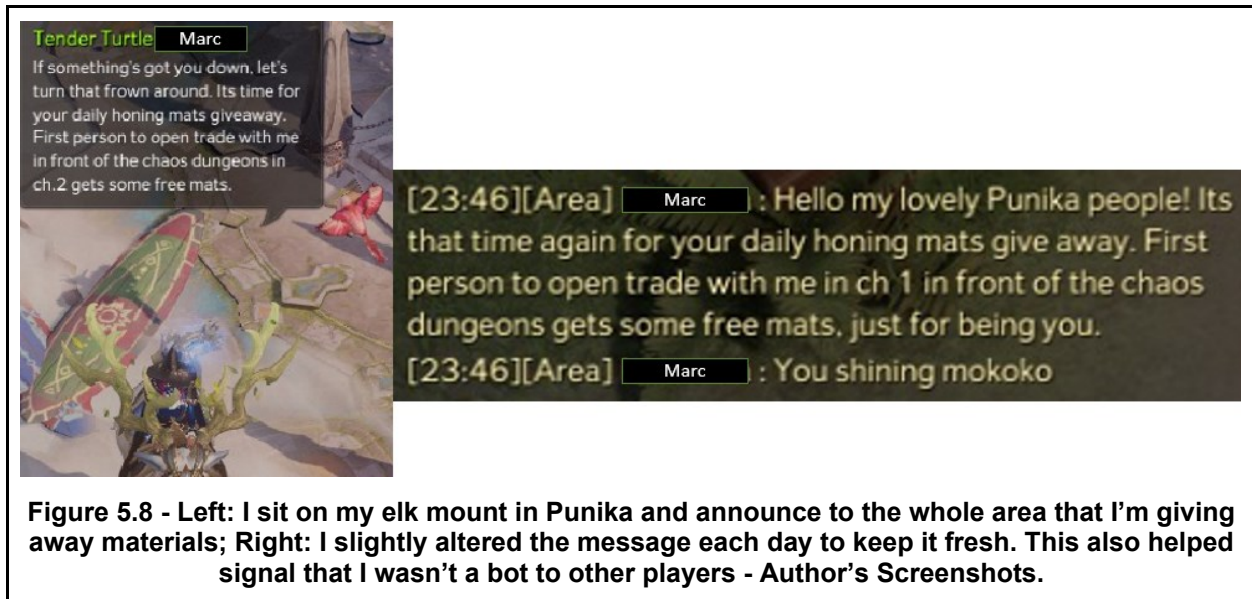 Tender Turtle Marc
If something's got you down, let's
turn that frown around. Its time for
your daily honing mats giveaway.
First person to open trade with me
in front of the chaos dungeons in
ch.2 gets some free mats.
[23:46][Area] Marc : Hello my lovely Punika people! Its
that time again for your daily honing mats give away. First
person to open trade with me in ch 1 in front of the chaos
dungeons gets some free mats, just for being you.
[23:46][Area] Marc : You shining mokoko
Figure 5.8 - Left: I sit on my elk mount in Punika and announce to the whole area that I'm giving
away materials; Right: I slightly altered the message each day to keep it fresh. This also helped
signal that I wasn't a bot to other players - Author's Screenshots.